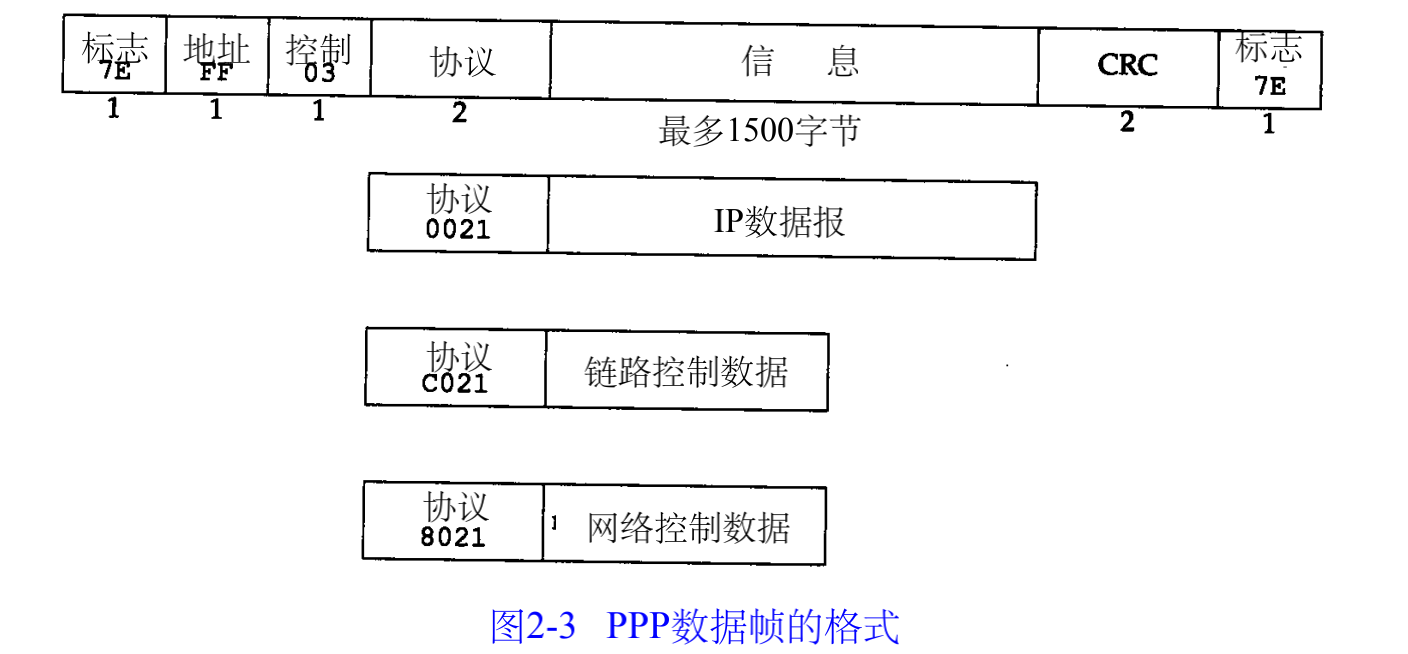 标志 地址 控制 协议 信 息 CRC 标志
7E FF 03 7E
1 1 1 2 最多1500字节 2 1
协议 IP数据报
0021
协议 链路控制数据
C021
协议 1 网络控制数据
8021
图2-3 PPP数据帧的格式